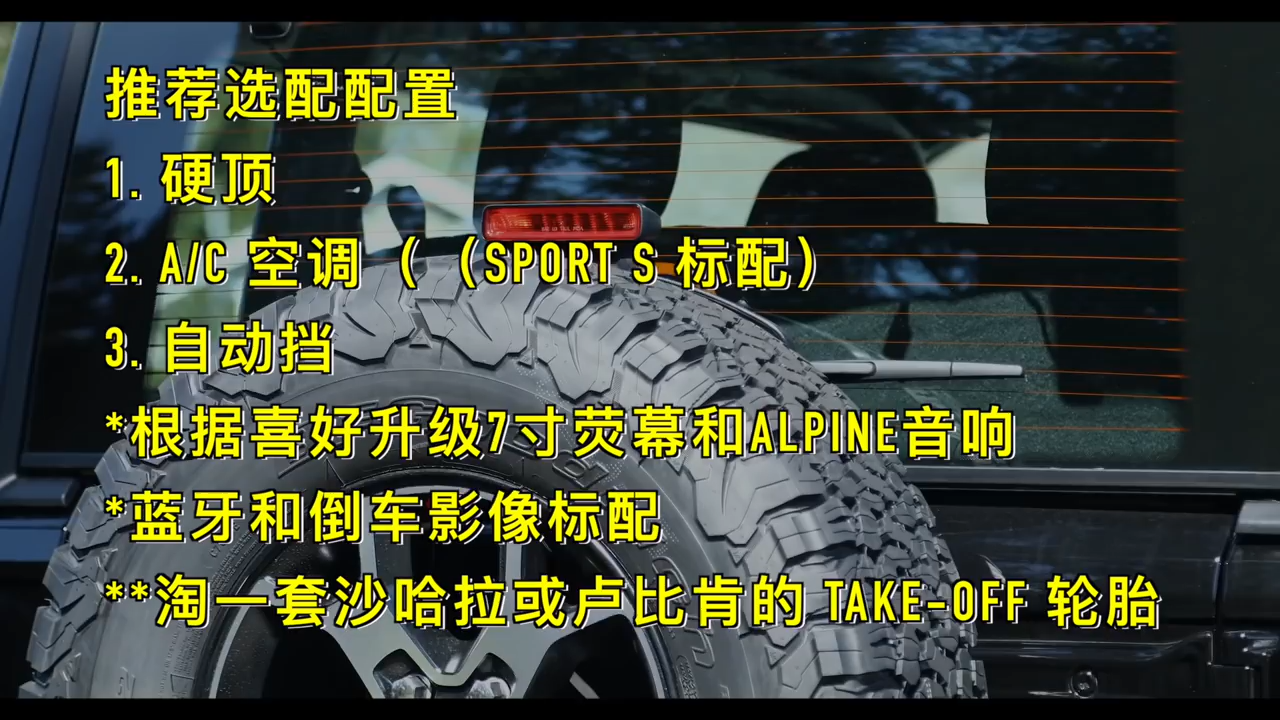 推荐选配配置
1. 硬顶
2. A/C 空调（（SPORT S 标配）
3. 自动挡
*根据喜好升级7寸荧幕和ALPINE音响
*蓝牙和倒车影像标配
**淘一套沙哈拉或卢比肯的 TAKE-OFF 轮胎